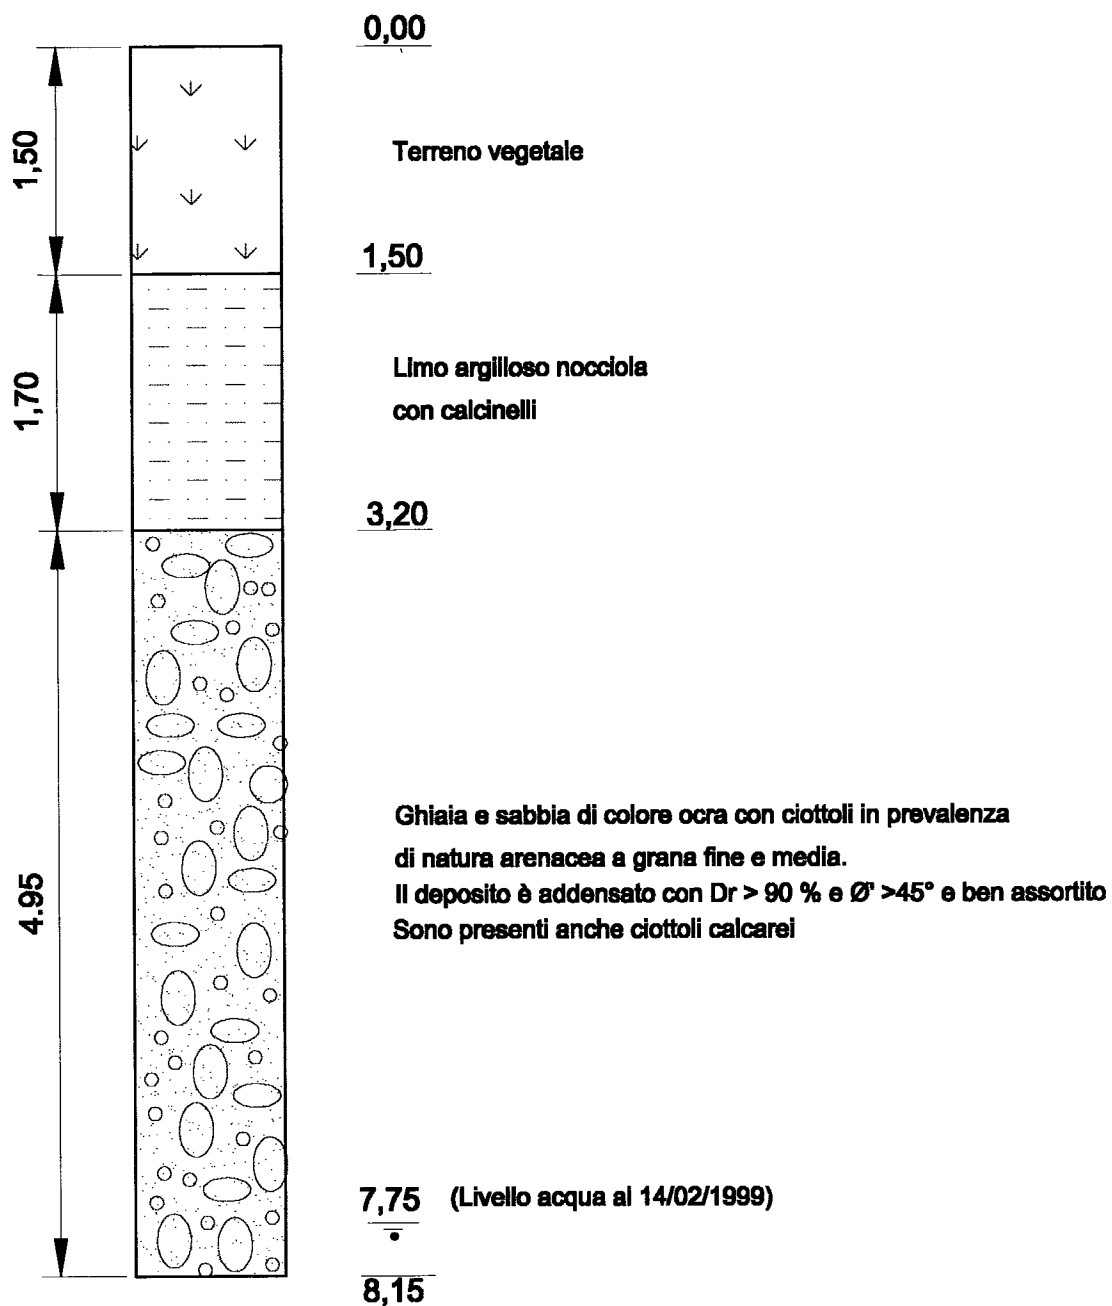 0,00
1,50
Terreno vegetale
1,50
1,70
Limo argilloso nocciola
con calcinelli
3,20
4.95
Ghiaia e sabbia di colore ocra con ciottoli in prevalenza
di natura arenacea a grana fine e media.
Il deposito è addensato con Dr > 90 % e Ø' >45° e ben assortito
Sono presenti anche ciottoli calcarei
7,75 (Livello acqua al 14/02/1999)
8,15